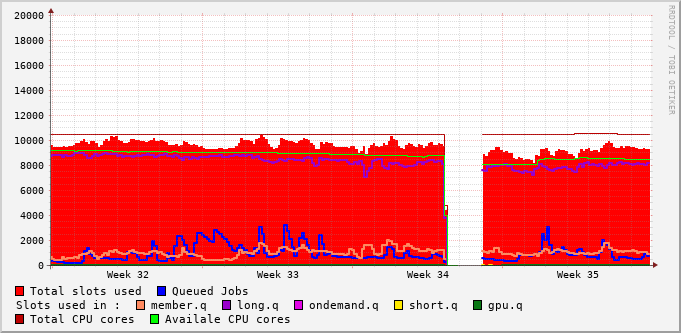 RRDTOOL / TOBI OETIKER
20000
18000
16000
14000
12000
10000
8000
6000
4000
2000
0
Week 32 Week 33 Week 34 Week 35
Total slots used Queued Jobs
Slots used in : member.q long.q ondemand.q short.q gpu.q
Total CPU cores Availale CPU cores